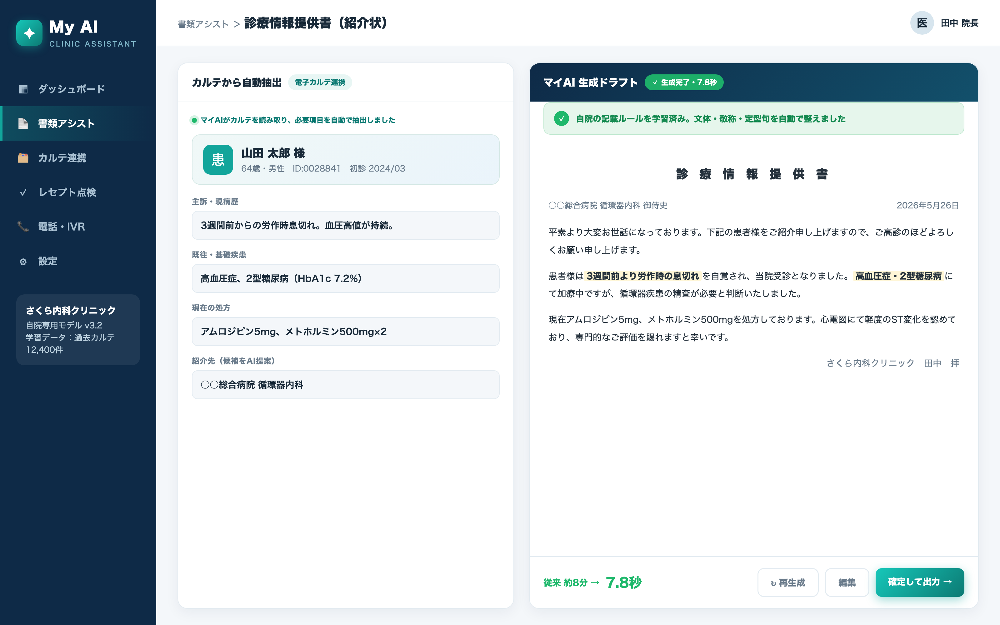 My AI
CLINIC ASSISTANT
ダッシュボード
書類アシスト
カルテ連携
レセプト点検
電話・IVR
設定
さくら内科クリニック
自院専用モデル v3.2
学習データ：過去カルテ
12,400件
書類アシスト > 診療情報提供書（紹介状）
医 田中 院長
カルテから自動抽出 電子カルテ連携
マイAIがカルテを読み取り、必要項目を自動で抽出しました
患
山田 太郎 様
64歳・男性 ID:0028841 初診 2024/03
主訴・現病歴
3週間前からの労作時息切れ。血圧高値が持続。
既往・基礎疾患
高血圧症、2型糖尿病（HbA1c 7.2%）
現在の処方
アムロジピン5mg、メトホルミン500mg×2
紹介先（候補をAI提案）
〇〇総合病院 循環器内科
マイAI 生成ドラフト ✓ 生成完了・7.8秒
✓ 自院の記載ルールを学習済み。文体・敬称・定型句を自動で整えました
診療情報提供書
〇〇総合病院 循環器内科 御侍史 2026年5月26日
平素より大変お世話になっております。下記の患者様をご紹介申し上げますので、ご高診のほどよろし
くお願い申し上げます。
患者様は3週間前より労作時の息切れを自覚され、当院受診となりました。高血圧症・2型糖尿病に
て加療中ですが、循環器疾患の精査が必要と判断いたしました。
現在アムロジピン5mg、メトホルミン500mgを処方しております。心電図にて軽度のST変化を認めて
おり、専門的なご評価を賜れますと幸いです。
さくら内科クリニック 田中 拝
従来 約8分 → 7.8秒
↻ 再生成
編集
確定して出力 →